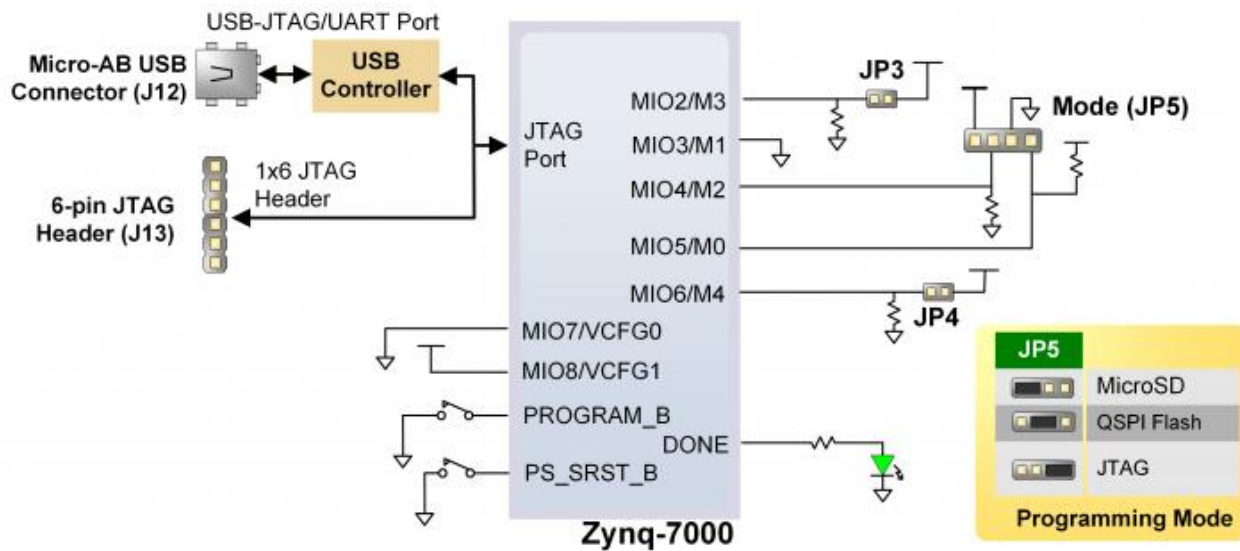 USB-JTAG/UART Port
Micro-AB USB
Connector (J12)
USB
Controller
1x6 JTAG
Header
6-pin JTAG
Header (J13)
JTAG
Port
MIO2/M3
MIO3/M1
MIO4/M2
MIO5/M0
MIO6/M4
MIO7/VCFG0
MIO8/VCFG1
PROGRAM_B
DONE
PS_SRST_B
Zynq-7000
JP3
Mode (JP5)
JP4
JP5
MicroSD
QSPI Flash
JTAG
Programming Mode